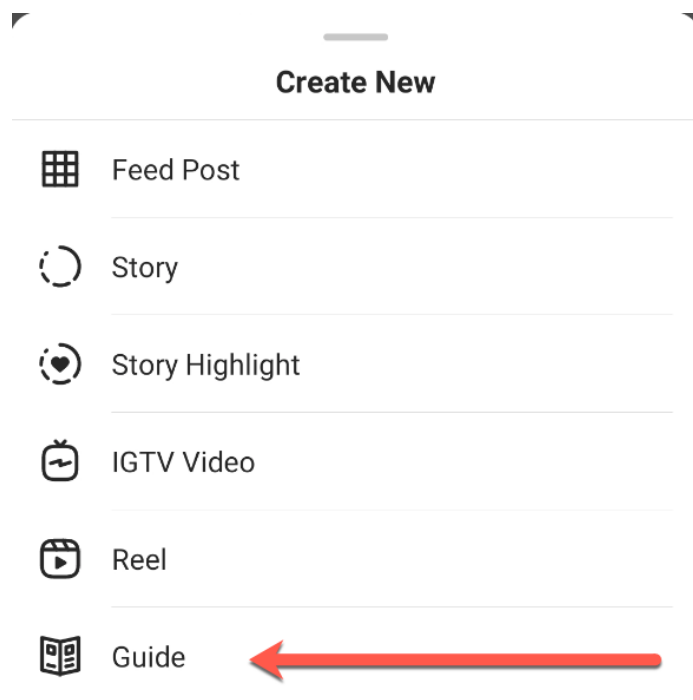 Create New
Feed Post
Story
Story Highlight
IGTV Video
Reel
Guide